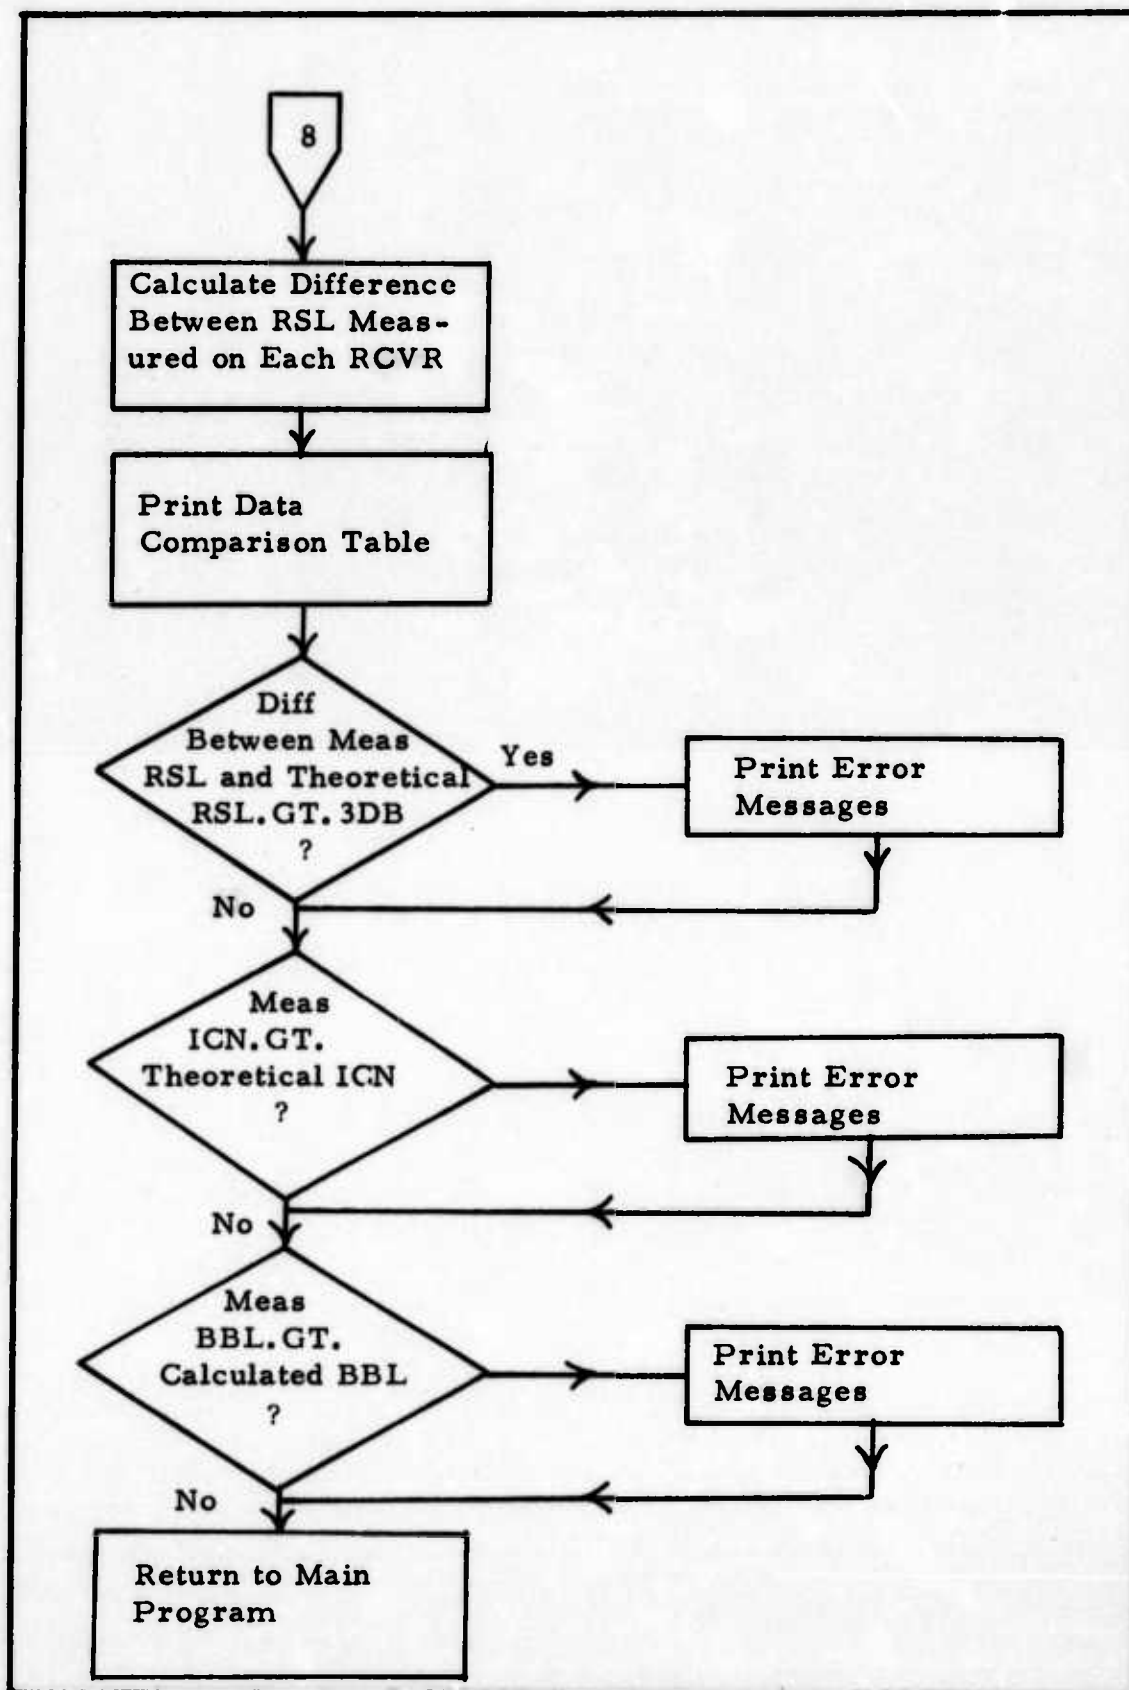 8
Calculate Difference
Between RSL Meas-
ured on Each RCVR
Print Data
Comparison Table
Diff
Between Meas
RSL and Theoretical
RSL.GT.3DB
?
Yes
Print Error
Messages
No
Meas
ICN.GT.
Theoretical ICN
?
Print Error
Messages
No
Meas
BBL.GT.
Calculated BBL
?
Print Error
Messages
No
Return to Main
Program